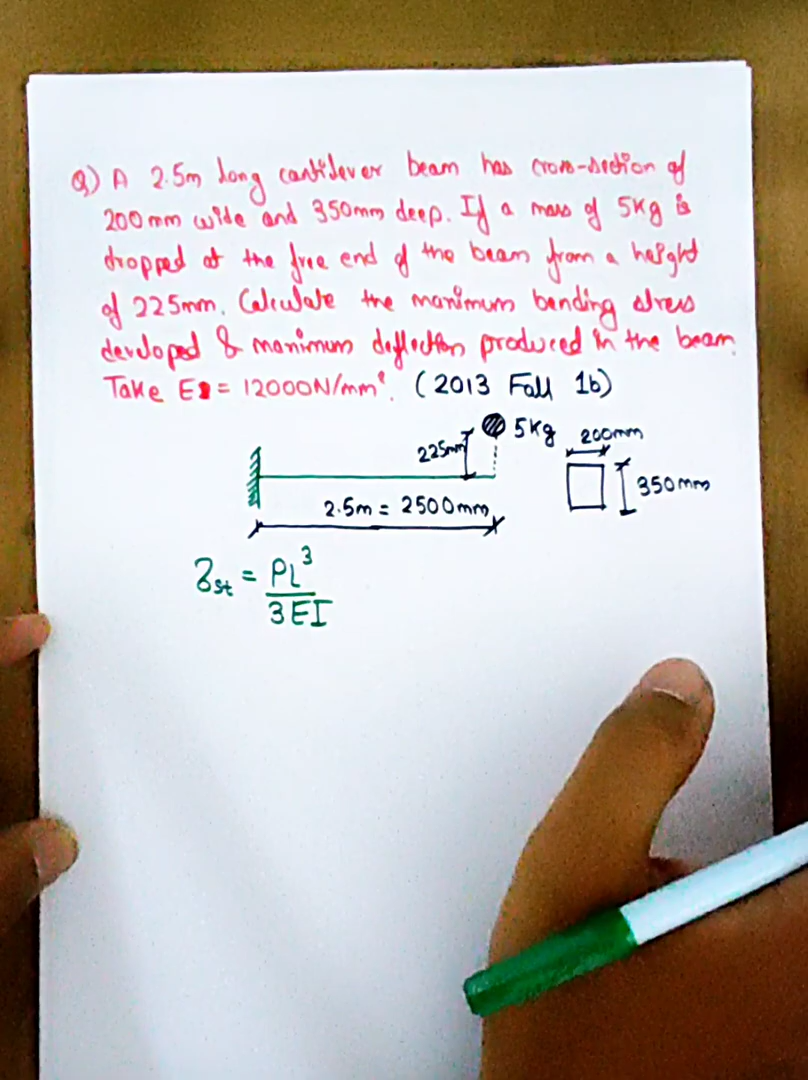 Q) A 2.5m long cantilever beam has cross-section of
200mm wide and 350mm deep. If a mass of 5Kg is
dropped at the free end of the beam from a height
of 225mm. Calculate the maximum bending stress
developed & maximum deflection produced in the beam.
Take E = 12000N/mm². (2013 Fall 1b)
5Kg
225mm
200mm
350mm
2.5m = 2500mm
δst = PL³
3EI